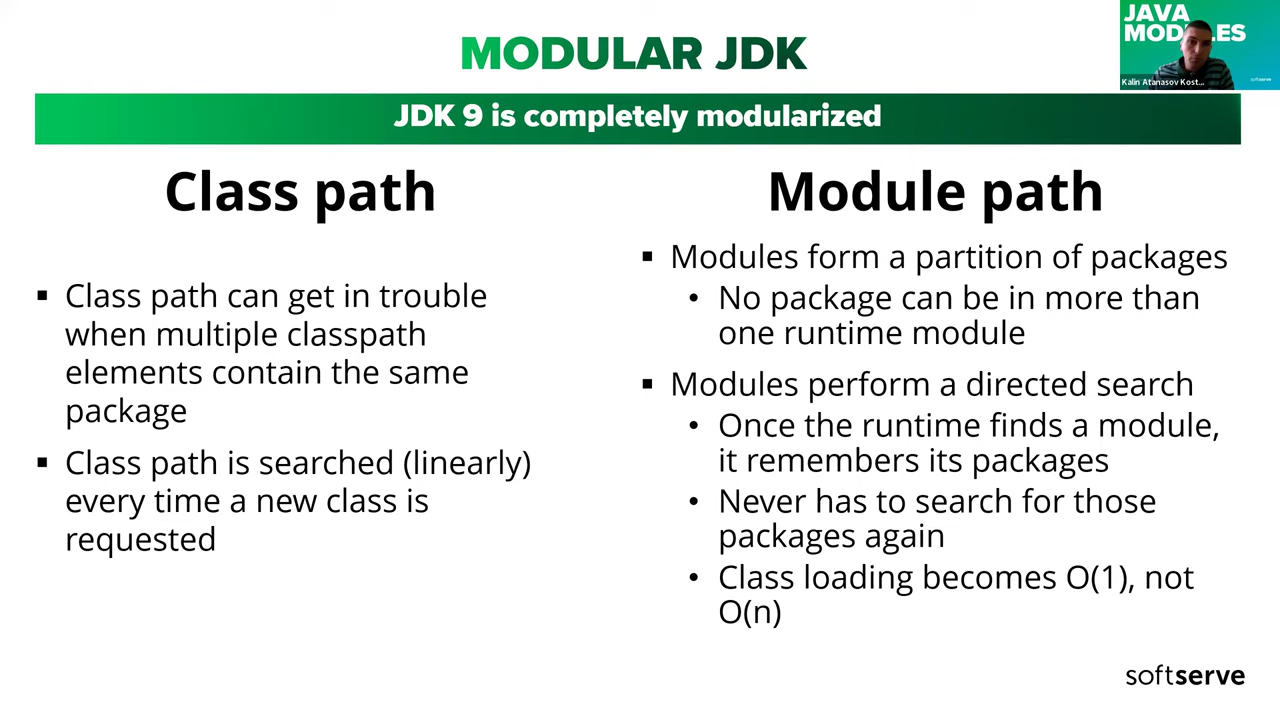 MODULAR JDK
JAVA
MODULES
Kalin Atanasov Kost...
softserve
JDK 9 is completely modularized
Class path
▪ Class path can get in trouble
when multiple classpath
elements contain the same
package
▪ Class path is searched (linearly)
every time a new class is
requested
Module path
▪ Modules form a partition of packages
• No package can be in more than
one runtime module
▪ Modules perform a directed search
• Once the runtime finds a module,
it remembers its packages
• Never has to search for those
packages again
• Class loading becomes O(1), not
O(n)
softserve